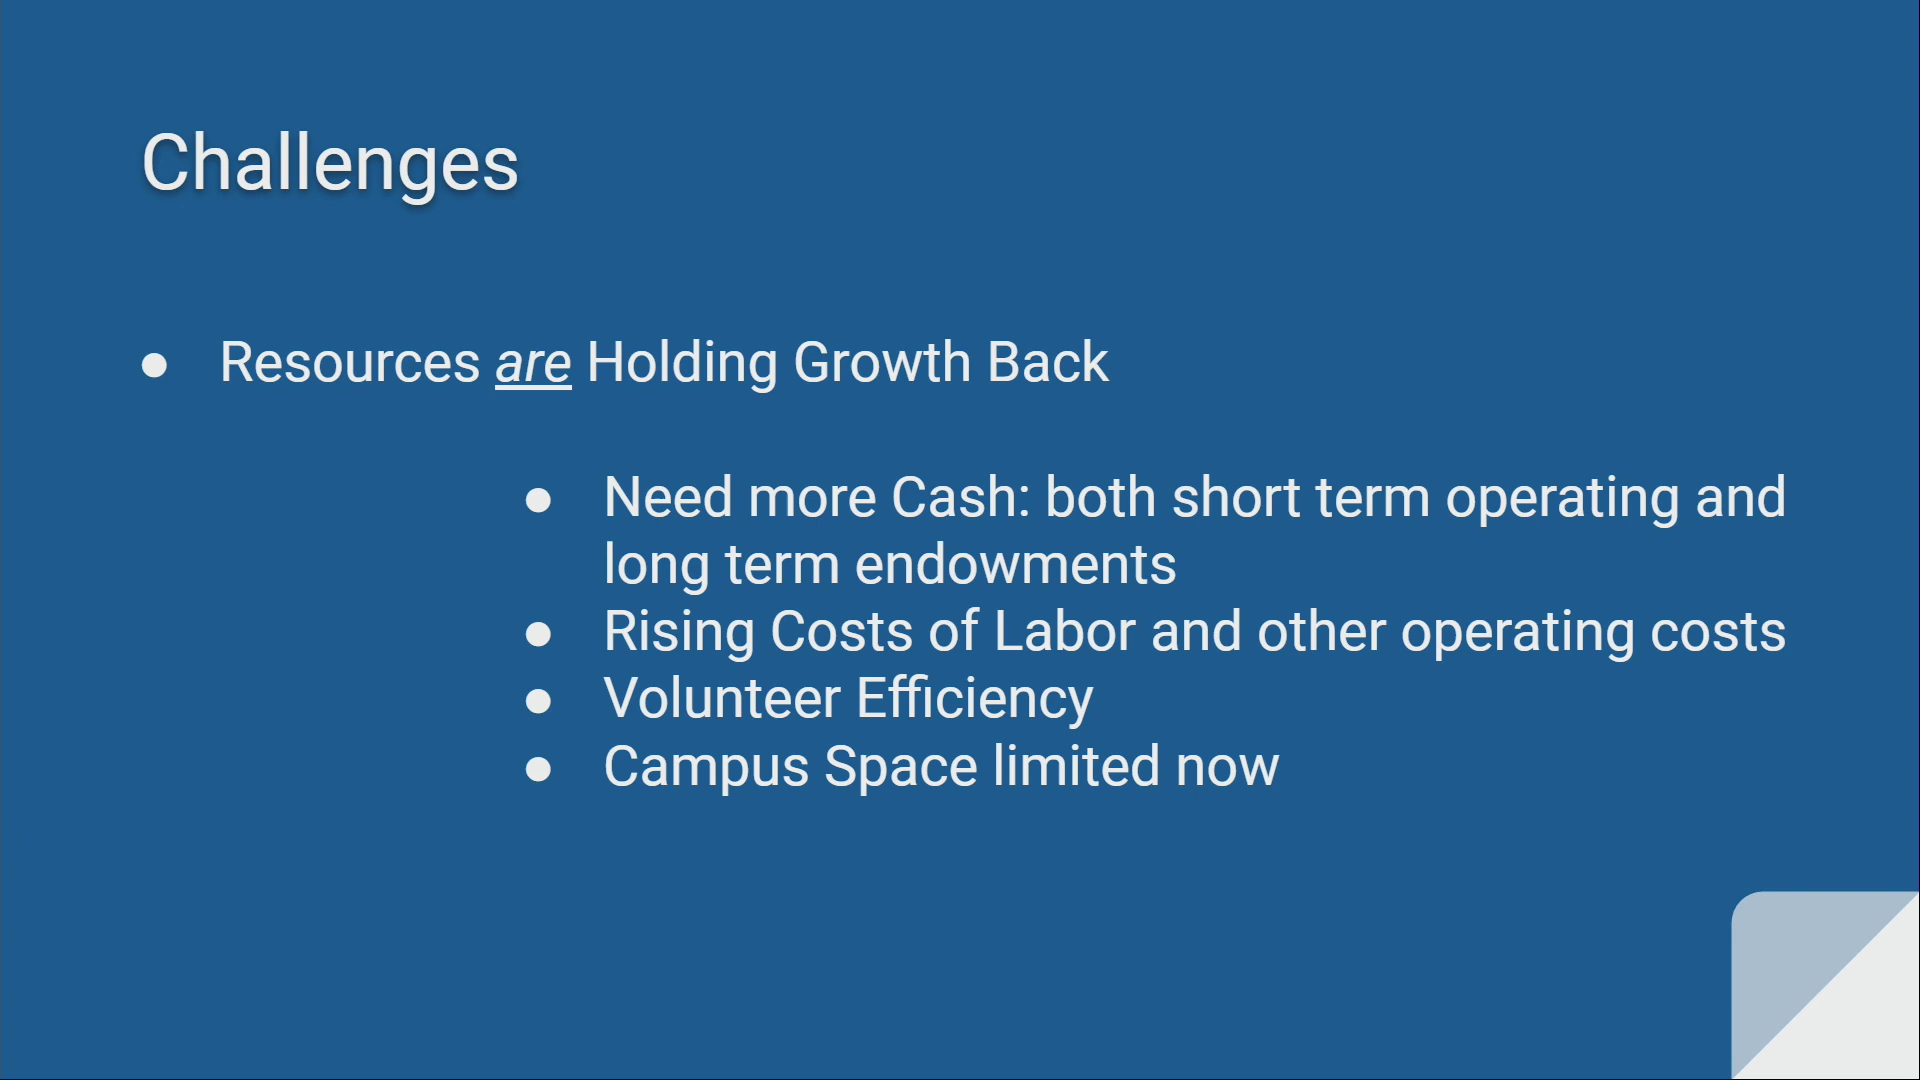 Challenges
● Resources are Holding Growth Back
● Need more Cash: both short term operating and
long term endowments
● Rising Costs of Labor and other operating costs
● Volunteer Efficiency
● Campus Space limited now